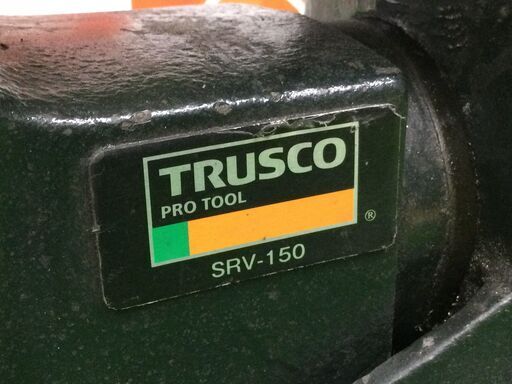 TRUSCO
PRO TOOL
®
SRV-150